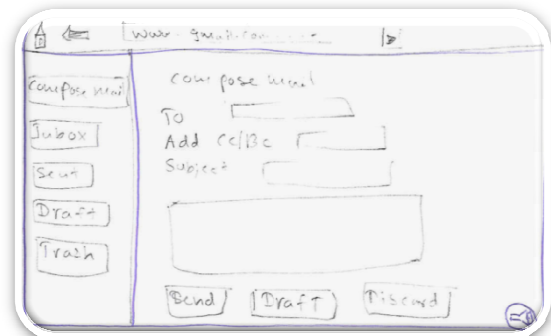 www.gmail.com
compose mail
Inbox
Sent
Draft
Trash
compose mail
To
Add CC/Bc
Subject
Send
Draft
Discard